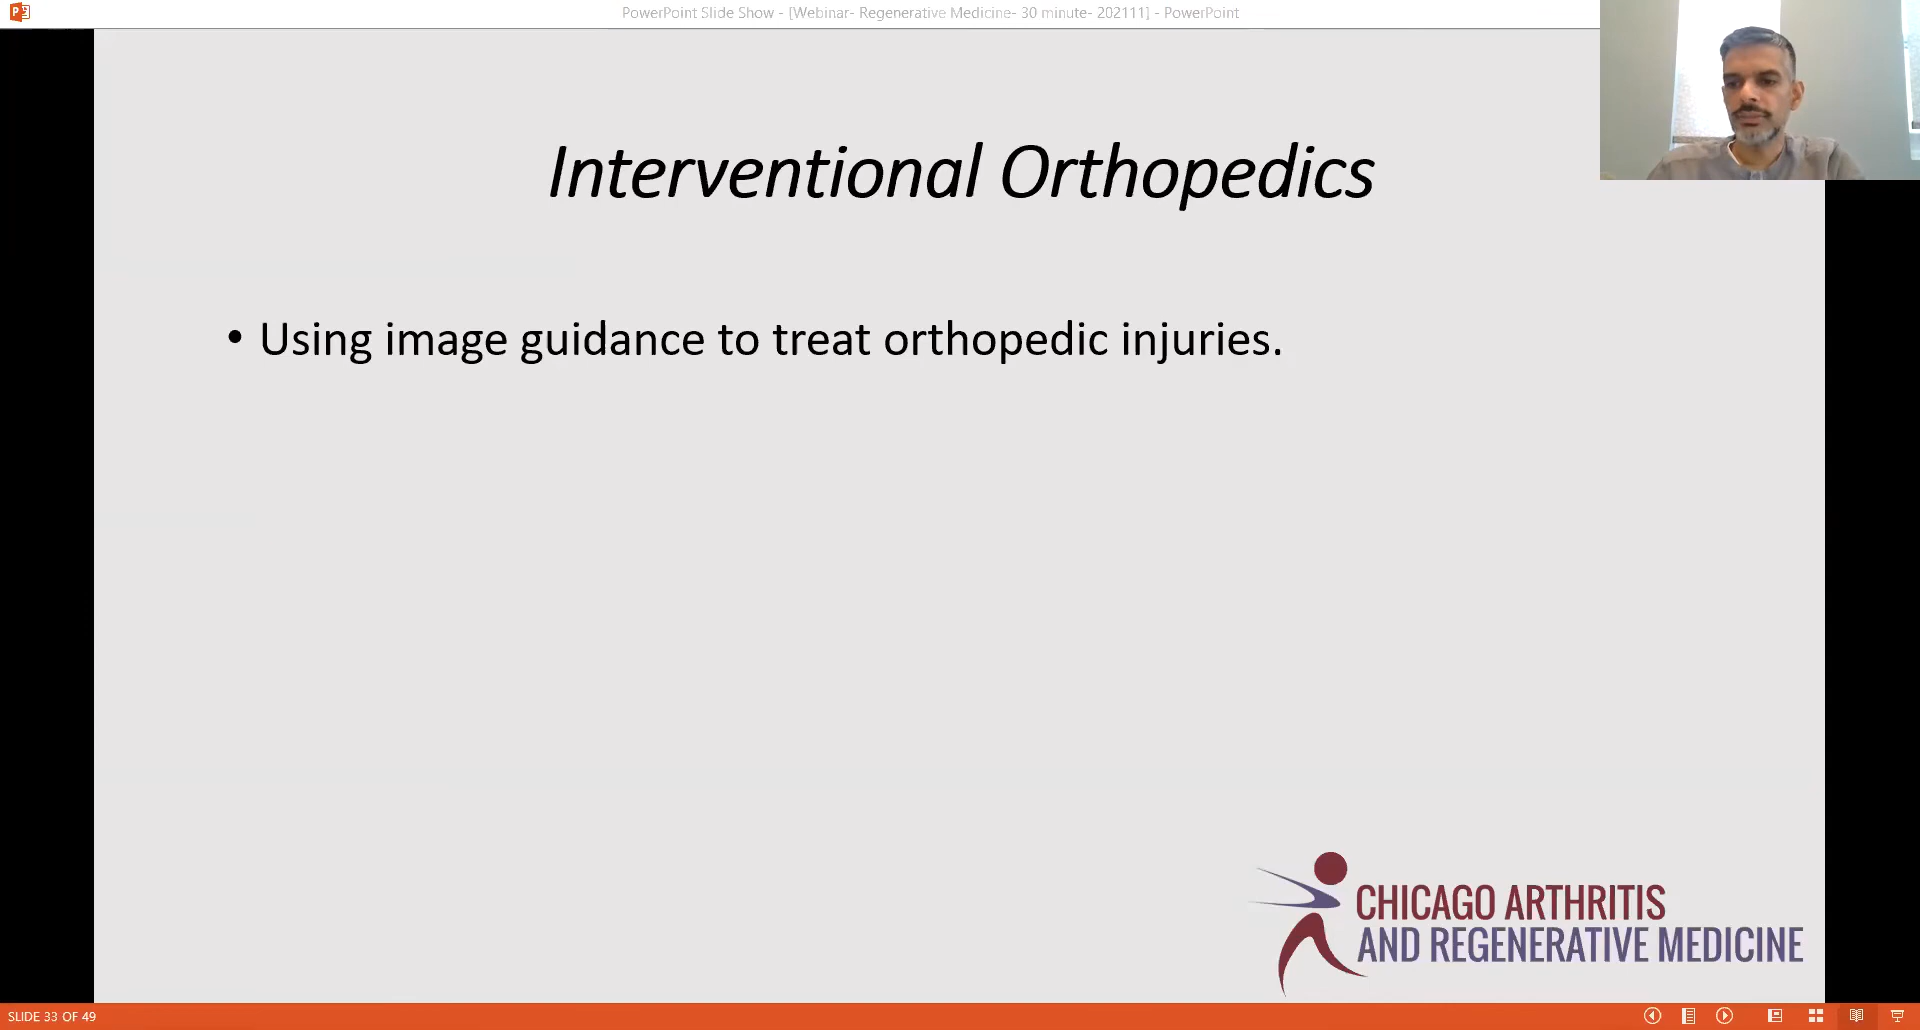 PowerPoint Slide Show - [Webinar- Regenerative Medicine- 30 minute- 202111] - PowerPoint
Interventional Orthopedics
• Using image guidance to treat orthopedic injuries.
CHICAGO ARTHRITIS
AND REGENERATIVE MEDICINE
SLIDE 33 OF 49